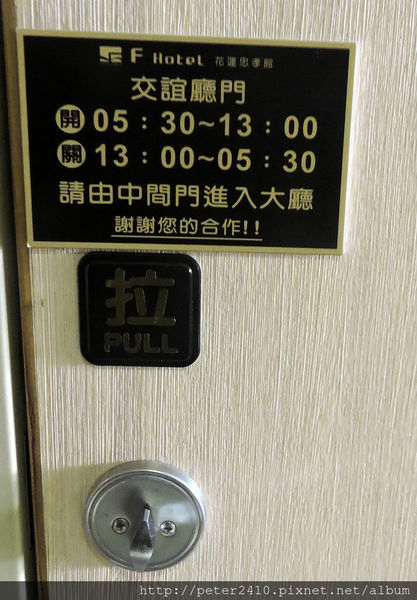 F HOTEL 花蓮忠孝館
交誼廳門
開 05：30~13：00
關 13：00~05：30
請由中間門進入大廳
謝謝您的合作!!
拉
PULL
http://peter2410.pixnet.net/album